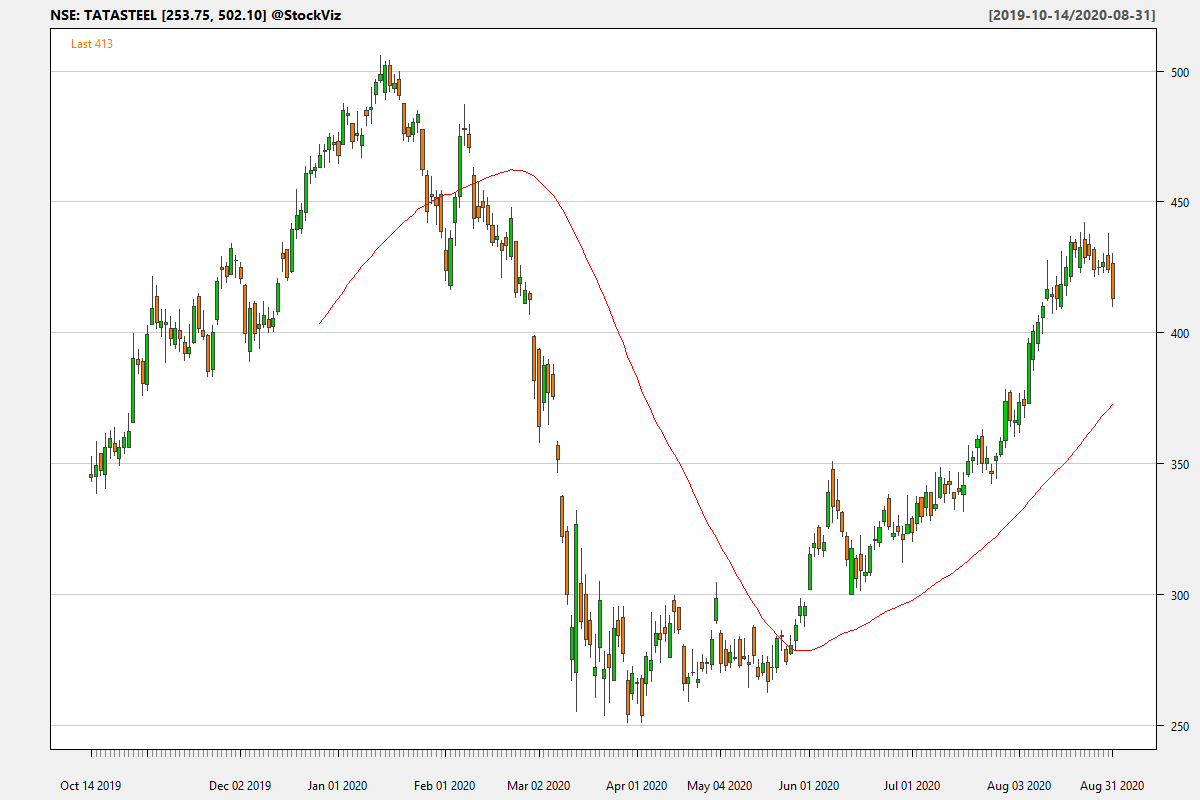 NSE: TATASTEEL [253.75, 502.10] @StockViz [2019-10-14/2020-08-31]
Last 413
500
450
400
350
300
250
Oct 14 2019 Dec 02 2019 Jan 01 2020 Feb 01 2020 Mar 02 2020 Apr 01 2020 May 04 2020 Jun 01 2020 Jul 01 2020 Aug 03 2020 Aug 31 2020